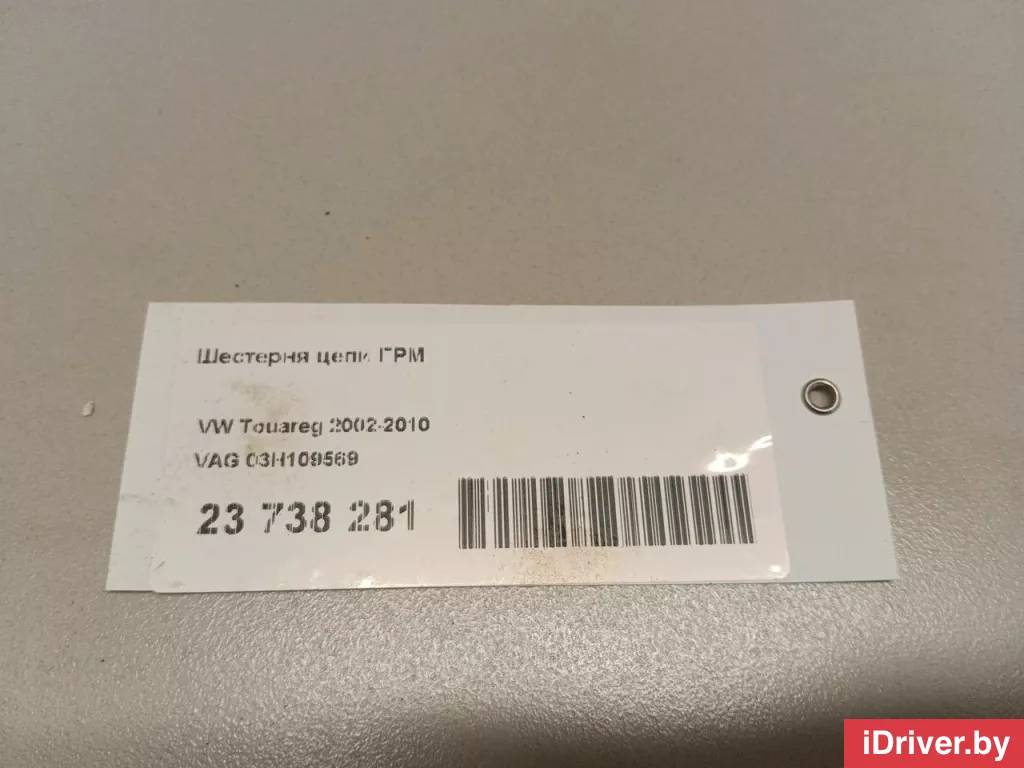 Шестерня цепи ГРМ
VW Touareg 2002-2010
VAG 03H109569
23 738 281
iDriver.by